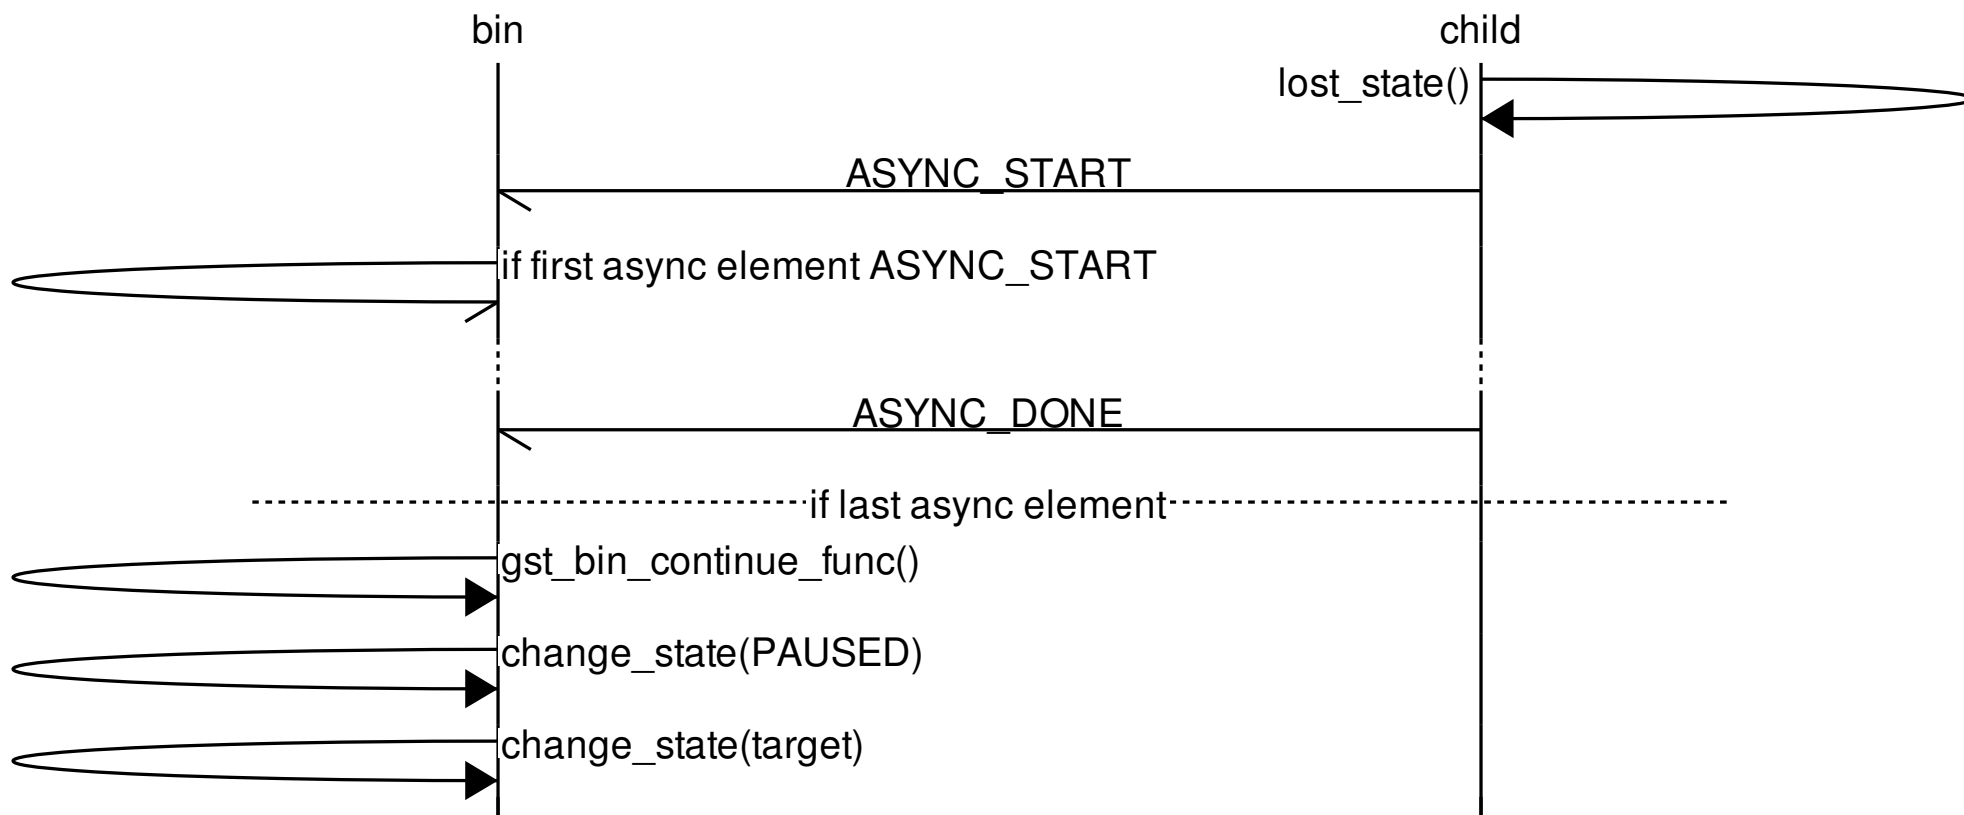 bin
child
lost_state()
ASYNC_START
if first async element ASYNC_START
ASYNC_DONE
if last async element
gst_bin_continue_func()
change_state(PAUSED)
change_state(target)